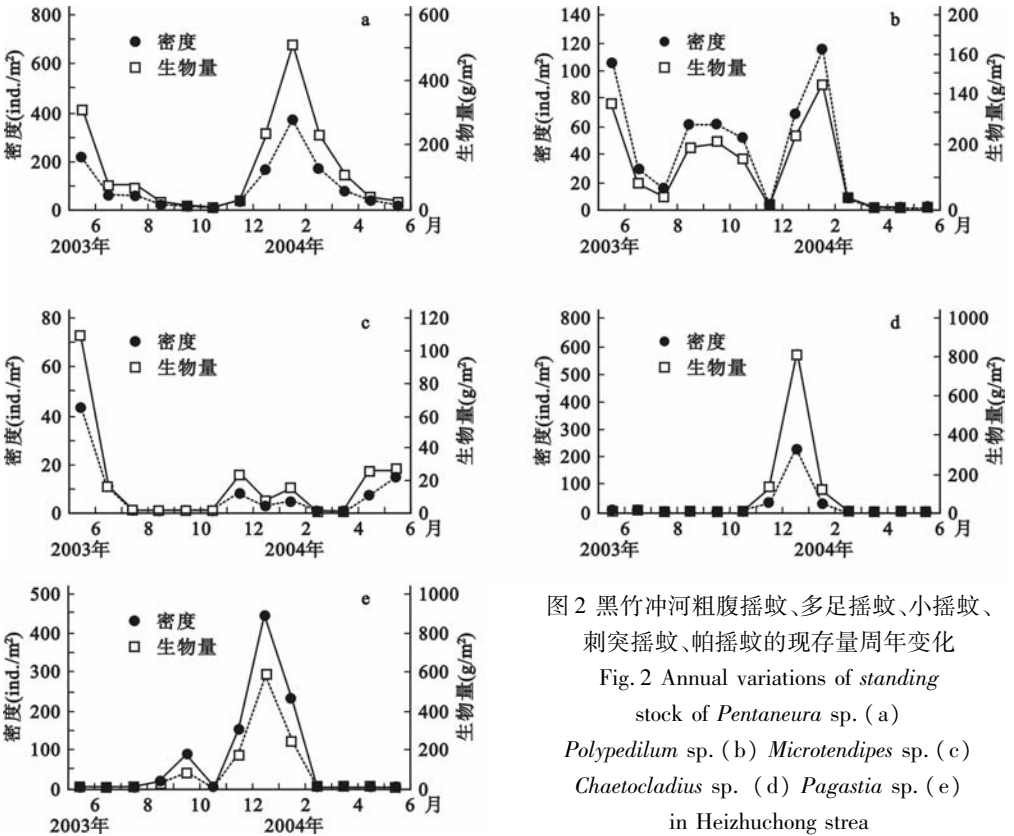 800
600
400
200
0
密度(ind./m²)
600
400
200
0
生物量(g/m²)
a
密度
生物量
6 8 10 12 2 4 6 月
2003年 2004年
140
120
100
80
60
40
20
0
密度(ind./m²)
200
160
140
200
0
生物量(g/m²)
b
密度
生物量
6 8 10 12 2 4 6 月
2003年 2004年
80
60
40
20
0
密度(ind./m²)
120
100
80
60
40
20
0
生物量(g/m²)
c
密度
生物量
6 8 10 12 2 4 6 月
2003年 2004年
800
600
500
400
300
200
100
0
密度(ind./m²)
1000
800
600
400
200
0
生物量(g/m²)
d
密度
生物量
6 8 10 12 2 4 6 月
2003年 2004年
500
400
300
200
100
0
密度(ind./m²)
1000
800
600
400
200
0
生物量(g/m²)
e
密度
生物量
6 8 10 12 2 4 6 月
2003年 2004年
图2 黑竹冲河粗腹摇蚊、多足摇蚊、小摇蚊、
刺突摇蚊、帕摇蚊的现存量周年变化
Fig. 2 Annual variations of standing
stock of Pentaneura sp. (a)
Polypedilum sp. (b) Microtendipes sp. (c)
Chaetocladius sp. (d) Pagastia sp. (e)
in Heizhuchong strea